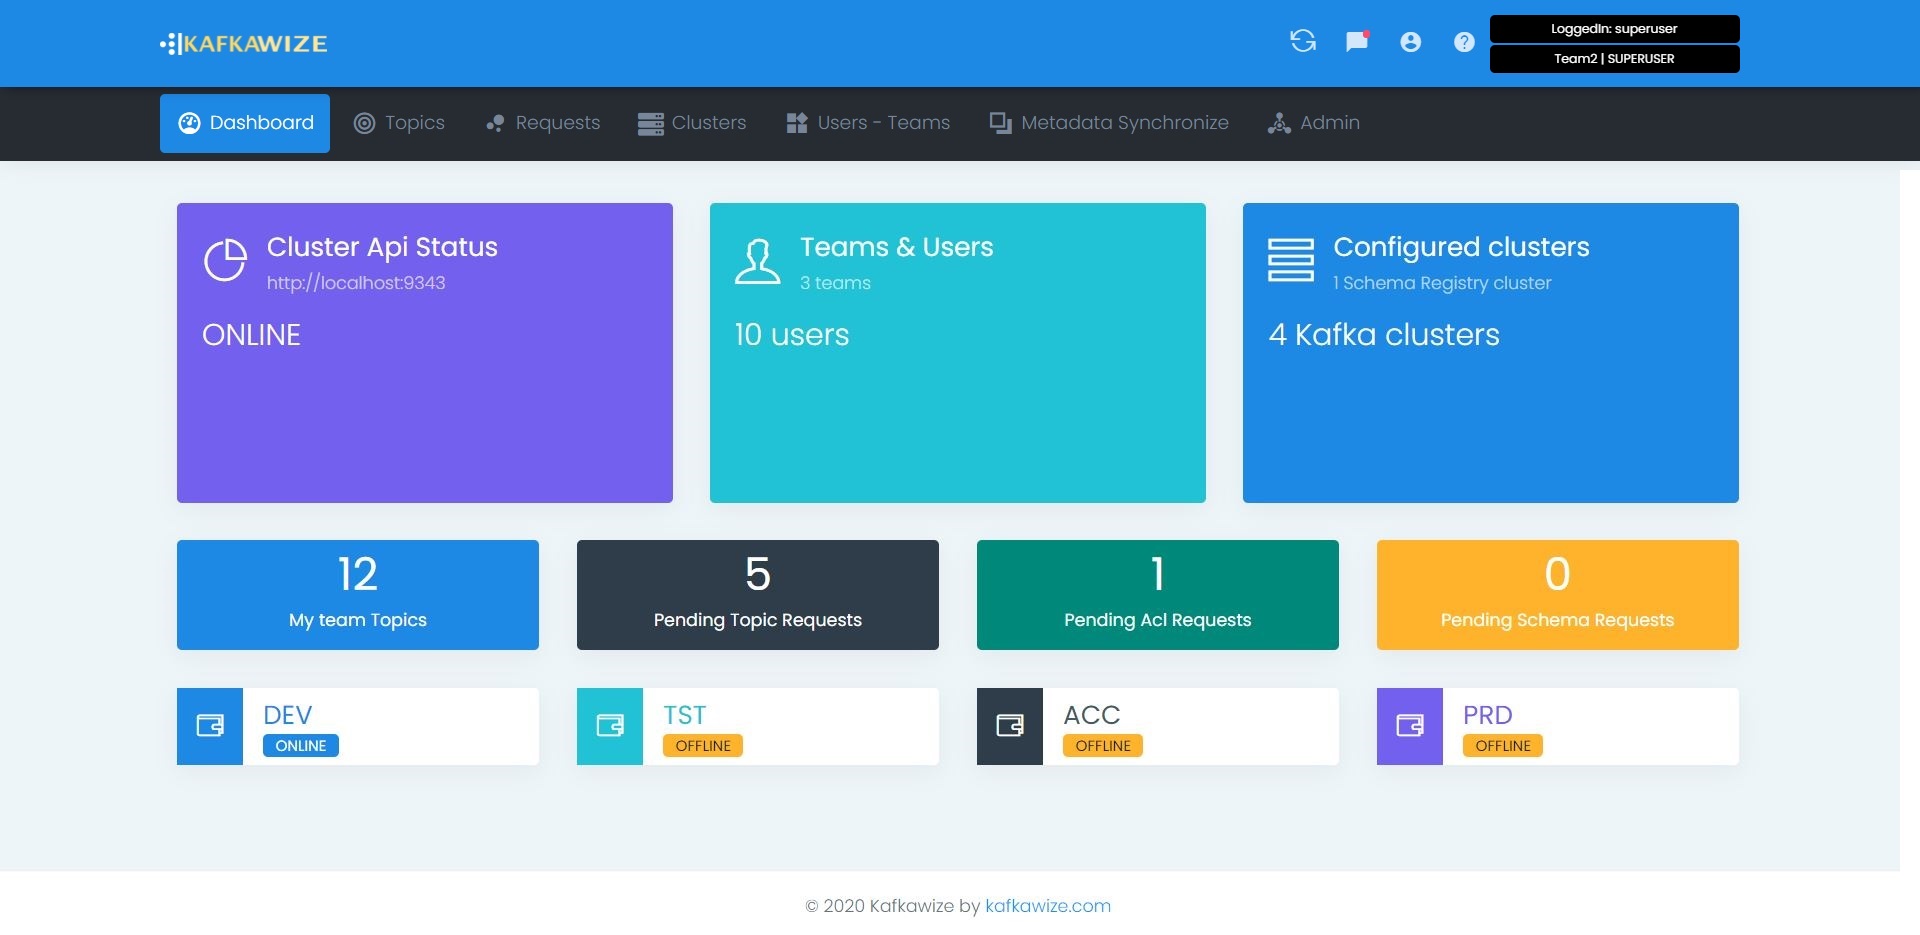 KAFKAWIZE
LoggedIn: superuser
Team2 | SUPERUSER
Dashboard
Topics
Requests
Clusters
Users - Teams
Metadata Synchronize
Admin
Cluster Api Status
http://localhost:9343
ONLINE
Teams & Users
3 teams
10 users
Configured clusters
1 Schema Registry cluster
4 Kafka clusters
12
My team Topics
5
Pending Topic Requests
1
Pending Acl Requests
0
Pending Schema Requests
DEV
ONLINE
TST
OFFLINE
ACC
OFFLINE
PRD
OFFLINE
© 2020 Kafkawize by kafkawize.com